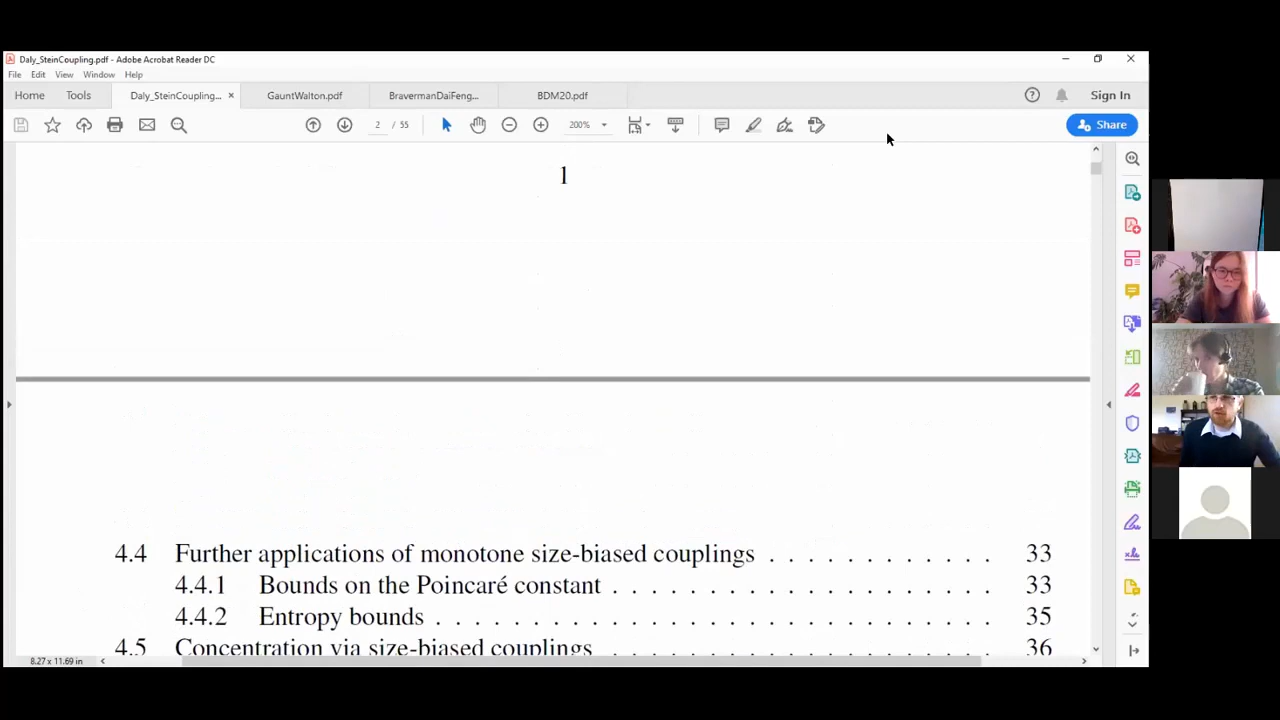 Daly_SteinCoupling.pdf - Adobe Acrobat Reader DC
File Edit View Window Help
Home Tools Daly_SteinCoupling... × GauntWalton.pdf BravermanDaiFeng... BDM20.pdf Sign In
2 / 55 200% Share
1
4.4 Further applications of monotone size-biased couplings . . . . . . . . . . . . 33
4.4.1 Bounds on the Poincaré constant . . . . . . . . . . . . . . . . . . . . 33
4.4.2 Entropy bounds . . . . . . . . . . . . . . . . . . . . . . . . . . . . . 35
4.5 Concentration via size-biased couplings . . . . . . . . . . . . . . . . . . . . 36
8.27 x 11.69 in